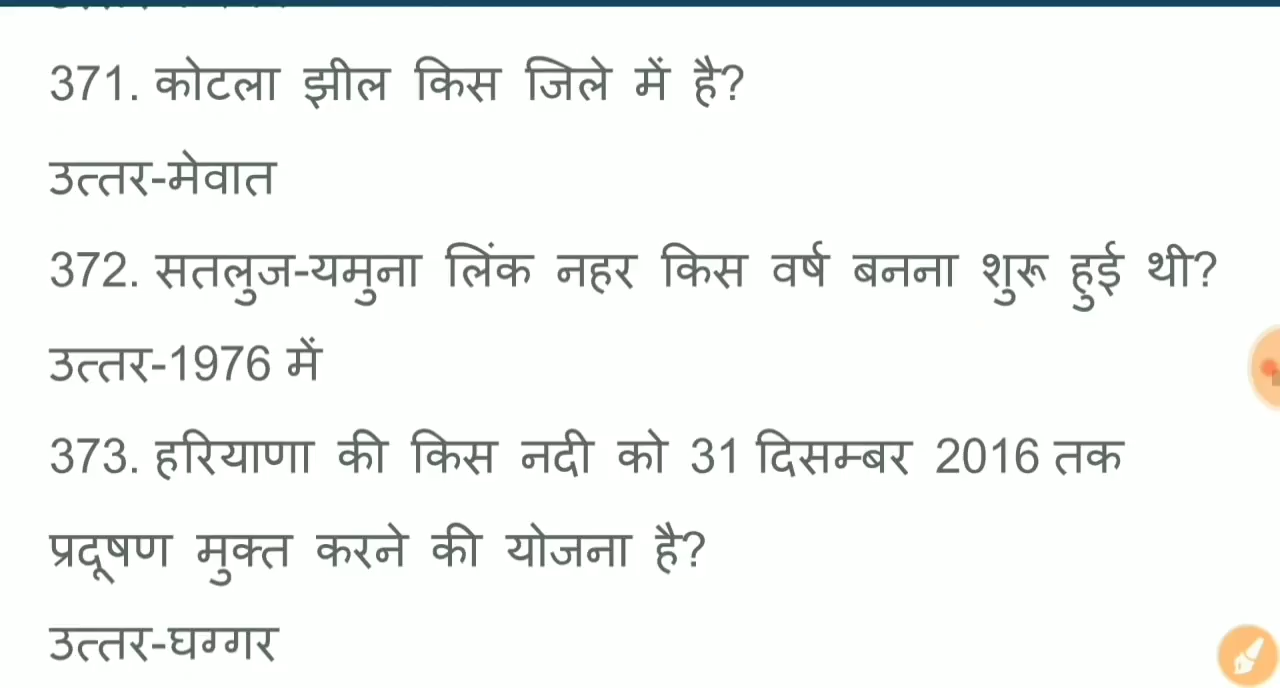 371. कोटला झील किस जिले में है?
उत्तर-मेवात
372. सतलुज-यमुना लिंक नहर किस वर्ष बनना शुरू हुई थी?
उत्तर-1976 में
373. हरियाणा की किस नदी को 31 दिसम्बर 2016 तक
प्रदूषण मुक्त करने की योजना है?
उत्तर-घग्गर